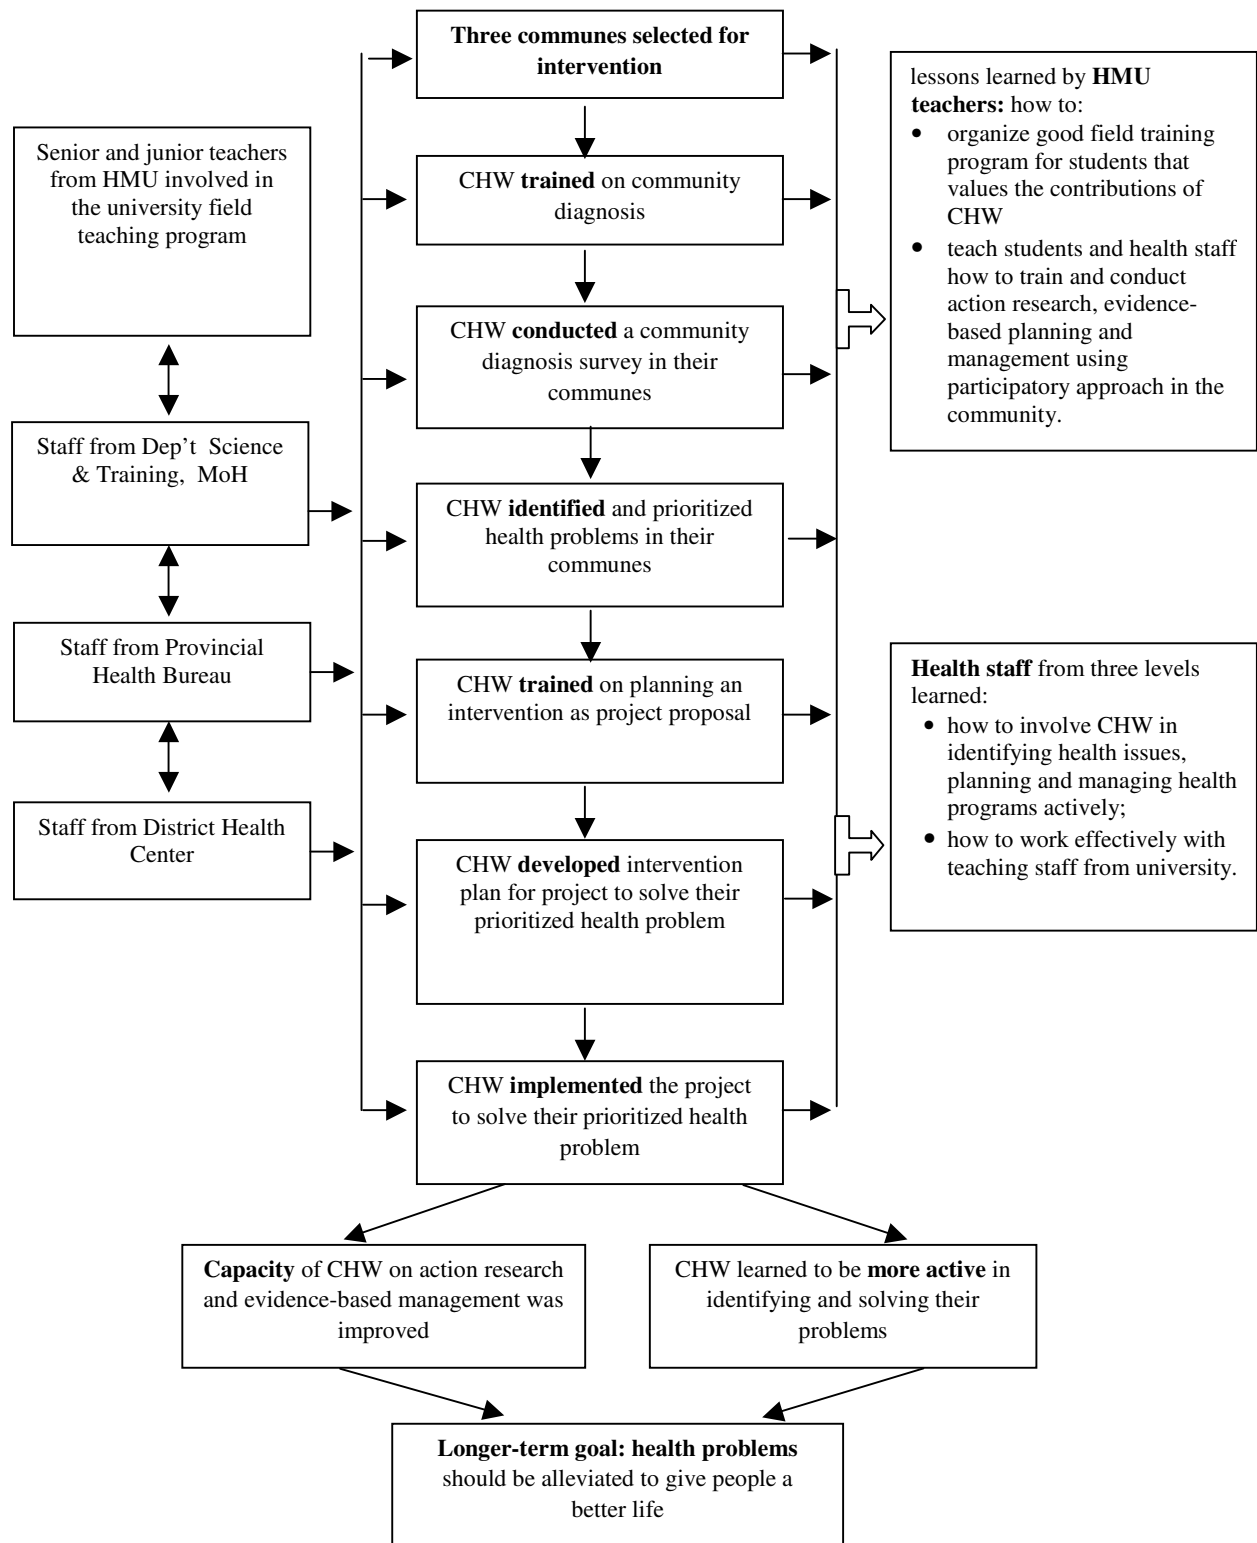 Three communes selected for
intervention
Senior and junior teachers
from HMU involved in
the university field
teaching program
Staff from Dep’t Science
& Training, MoH
Staff from Provincial
Health Bureau
Staff from District Health
Center
CHW trained on community
diagnosis
CHW conducted a community
diagnosis survey in their
communes
CHW identified and prioritized
health problems in their
communes
CHW trained on planning an
intervention as project proposal
CHW developed intervention
plan for project to solve their
prioritized health problem
CHW implemented the project
to solve their prioritized health
problem
lessons learned by HMU
teachers: how to:
• organize good field training
program for students that
values the contributions of
CHW
• teach students and health staff
how to train and conduct
action research, evidence-
based planning and
management using
participatory approach in the
community.
Health staff from three levels
learned:
• how to involve CHW in
identifying health issues,
planning and managing health
programs actively;
• how to work effectively with
teaching staff from university.
Capacity of CHW on action research
and evidence-based management was
improved
CHW learned to be more active in
identifying and solving their
problems
Longer-term goal: health problems
should be alleviated to give people a
better life